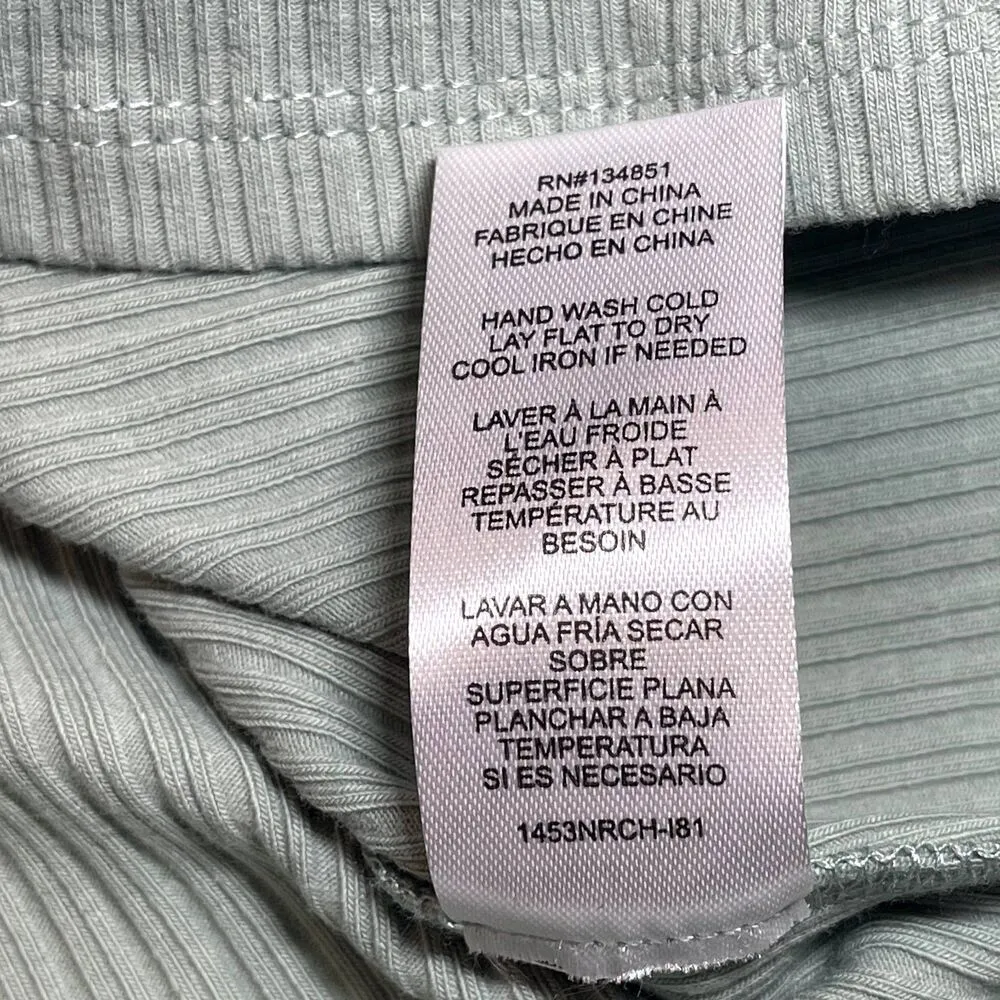 RN#134851
MADE IN CHINA
FABRIQUE EN CHINE
HECHO EN CHINA
HAND WASH COLD
LAY FLAT TO DRY
COOL IRON IF NEEDED
LAVER À LA MAIN À
L'EAU FROIDE
SÉCHER À PLAT
REPASSER À BASSE
TEMPÉRATURE AU
BESOIN
LAVAR A MANO CON
AGUA FRÍA SECAR
SOBRE
SUPERFICIE PLANA
PLANCHAR A BAJA
TEMPERATURA
SI ES NECESARIO
1453NRCH-I81